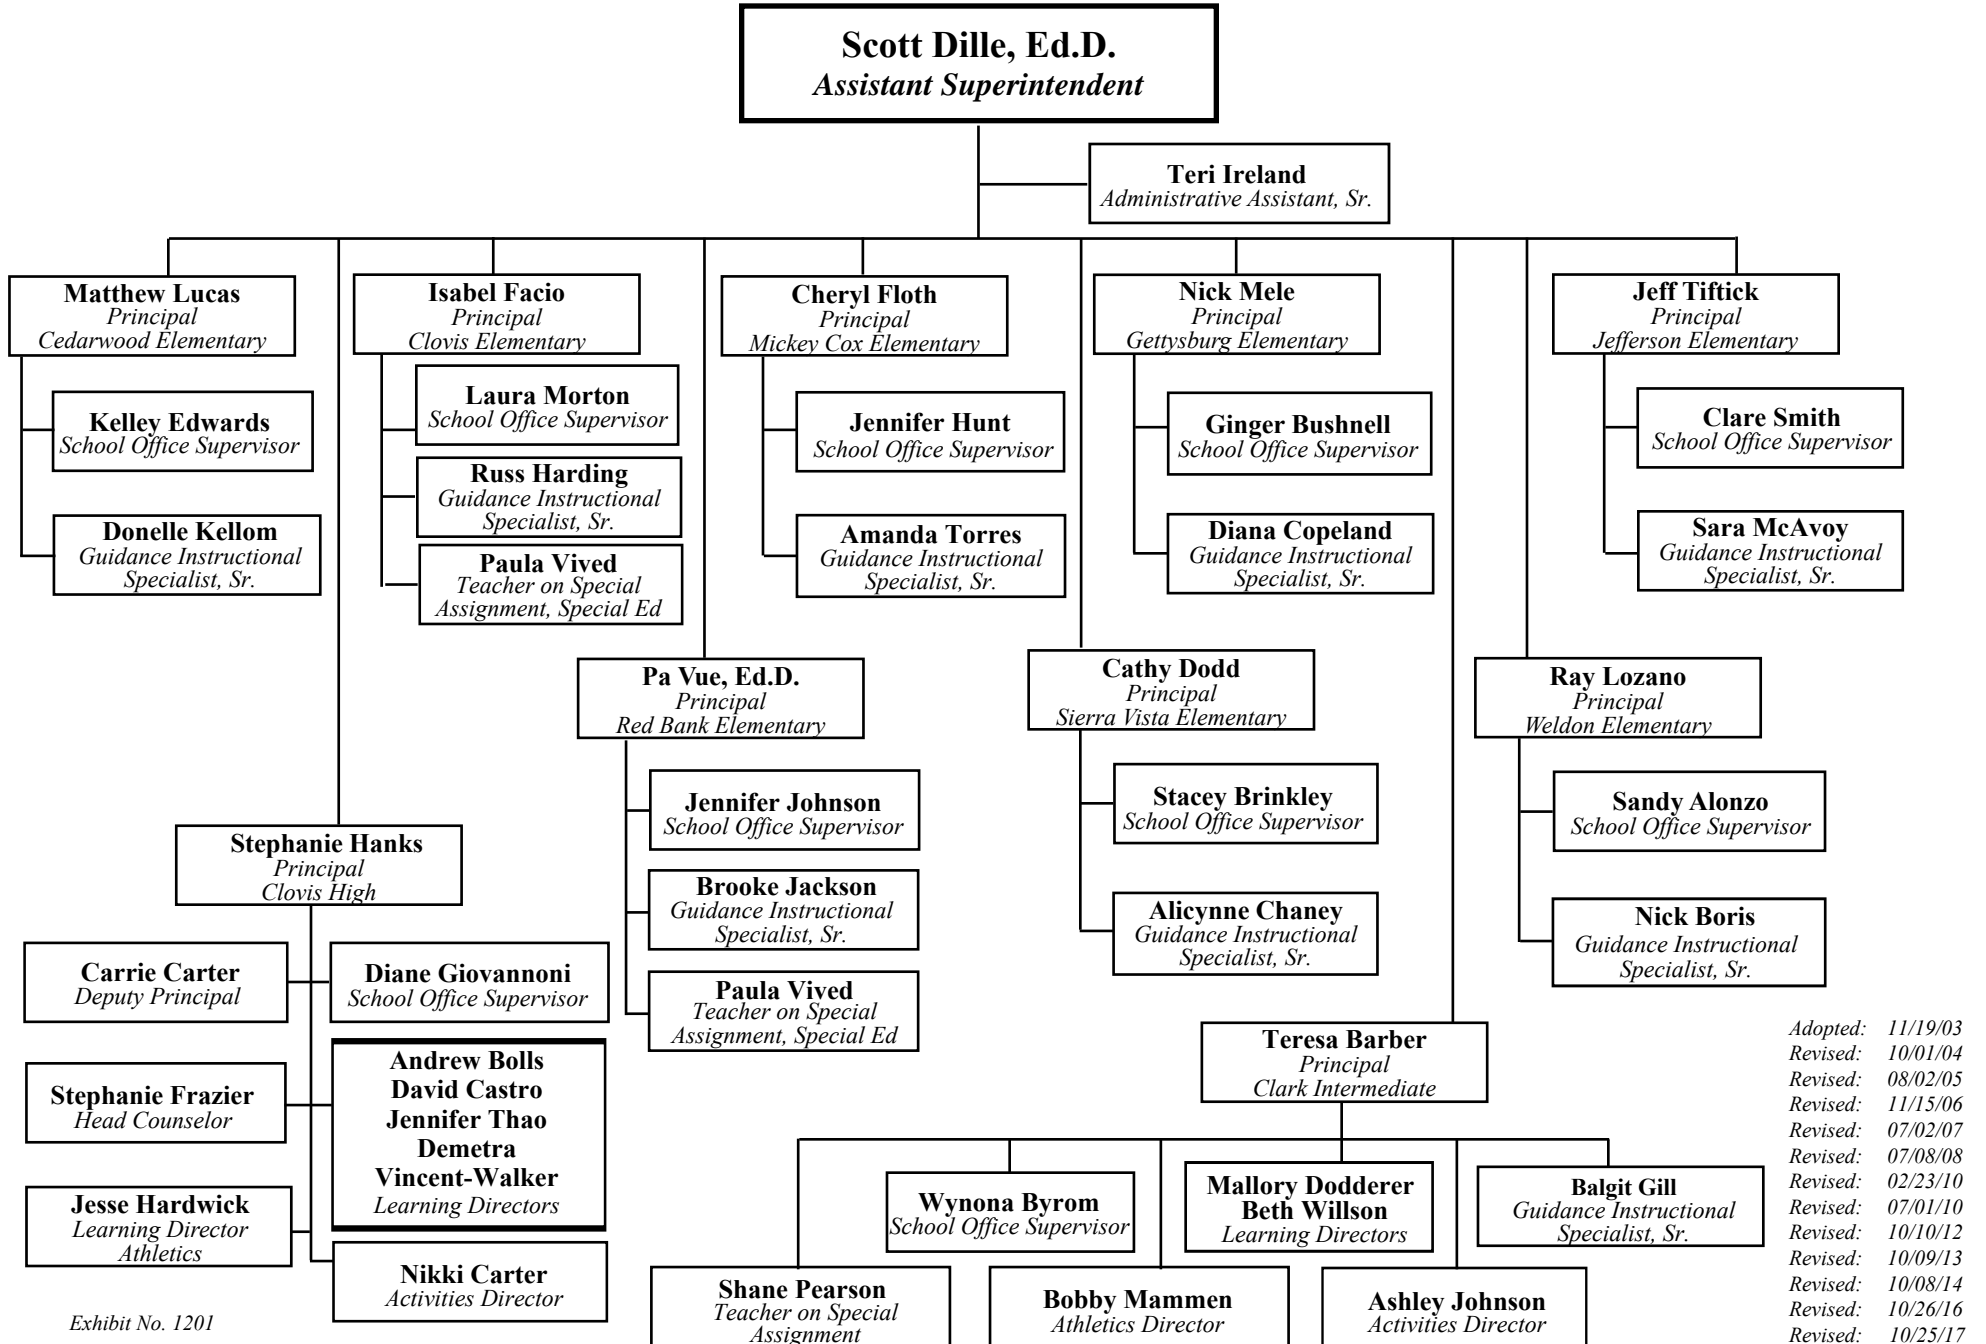 Scott Dille, Ed.D.
Assistant Superintendent
Teri Ireland
Administrative Assistant, Sr.
Matthew Lucas
Principal
Cedarwood Elementary
Kelley Edwards
School Office Supervisor
Donelle Kellom
Guidance Instructional
Specialist, Sr.
Isabel Facio
Principal
Clovis Elementary
Laura Morton
School Office Supervisor
Russ Harding
Guidance Instructional
Specialist, Sr.
Paula Vived
Teacher on Special
Assignment, Special Ed
Cheryl Floth
Principal
Mickey Cox Elementary
Jennifer Hunt
School Office Supervisor
Amanda Torres
Guidance Instructional
Specialist, Sr.
Nick Mele
Principal
Gettysburg Elementary
Ginger Bushnell
School Office Supervisor
Diana Copeland
Guidance Instructional
Specialist, Sr.
Jeff Tiftick
Principal
Jefferson Elementary
Clare Smith
School Office Supervisor
Sara McAvoy
Guidance Instructional
Specialist, Sr.
Pa Vue, Ed.D.
Principal
Red Bank Elementary
Jennifer Johnson
School Office Supervisor
Brooke Jackson
Guidance Instructional
Specialist, Sr.
Paula Vived
Teacher on Special
Assignment, Special Ed
Cathy Dodd
Principal
Sierra Vista Elementary
Stacey Brinkley
School Office Supervisor
Alicynne Chaney
Guidance Instructional
Specialist, Sr.
Ray Lozano
Principal
Weldon Elementary
Sandy Alonzo
School Office Supervisor
Nick Boris
Guidance Instructional
Specialist, Sr.
Stephanie Hanks
Principal
Clovis High
Carrie Carter
Deputy Principal
Diane Giovannoni
School Office Supervisor
Stephanie Frazier
Head Counselor
Andrew Bolls
David Castro
Jennifer Thao
Demetra
Vincent-Walker
Learning Directors
Jesse Hardwick
Learning Director
Athletics
Nikki Carter
Activities Director
Teresa Barber
Principal
Clark Intermediate
Wynona Byrom
School Office Supervisor
Mallory Dodderer
Beth Willson
Learning Directors
Balgit Gill
Guidance Instructional
Specialist, Sr.
Shane Pearson
Teacher on Special
Assignment
Bobby Mammen
Athletics Director
Ashley Johnson
Activities Director
Adopted: 11/19/03
Revised: 10/01/04
Revised: 08/02/05
Revised: 11/15/06
Revised: 07/02/07
Revised: 07/08/08
Revised: 02/23/10
Revised: 07/01/10
Revised: 10/10/12
Revised: 10/09/13
Revised: 10/08/14
Revised: 10/26/16
Revised: 10/25/17
Exhibit No. 1201